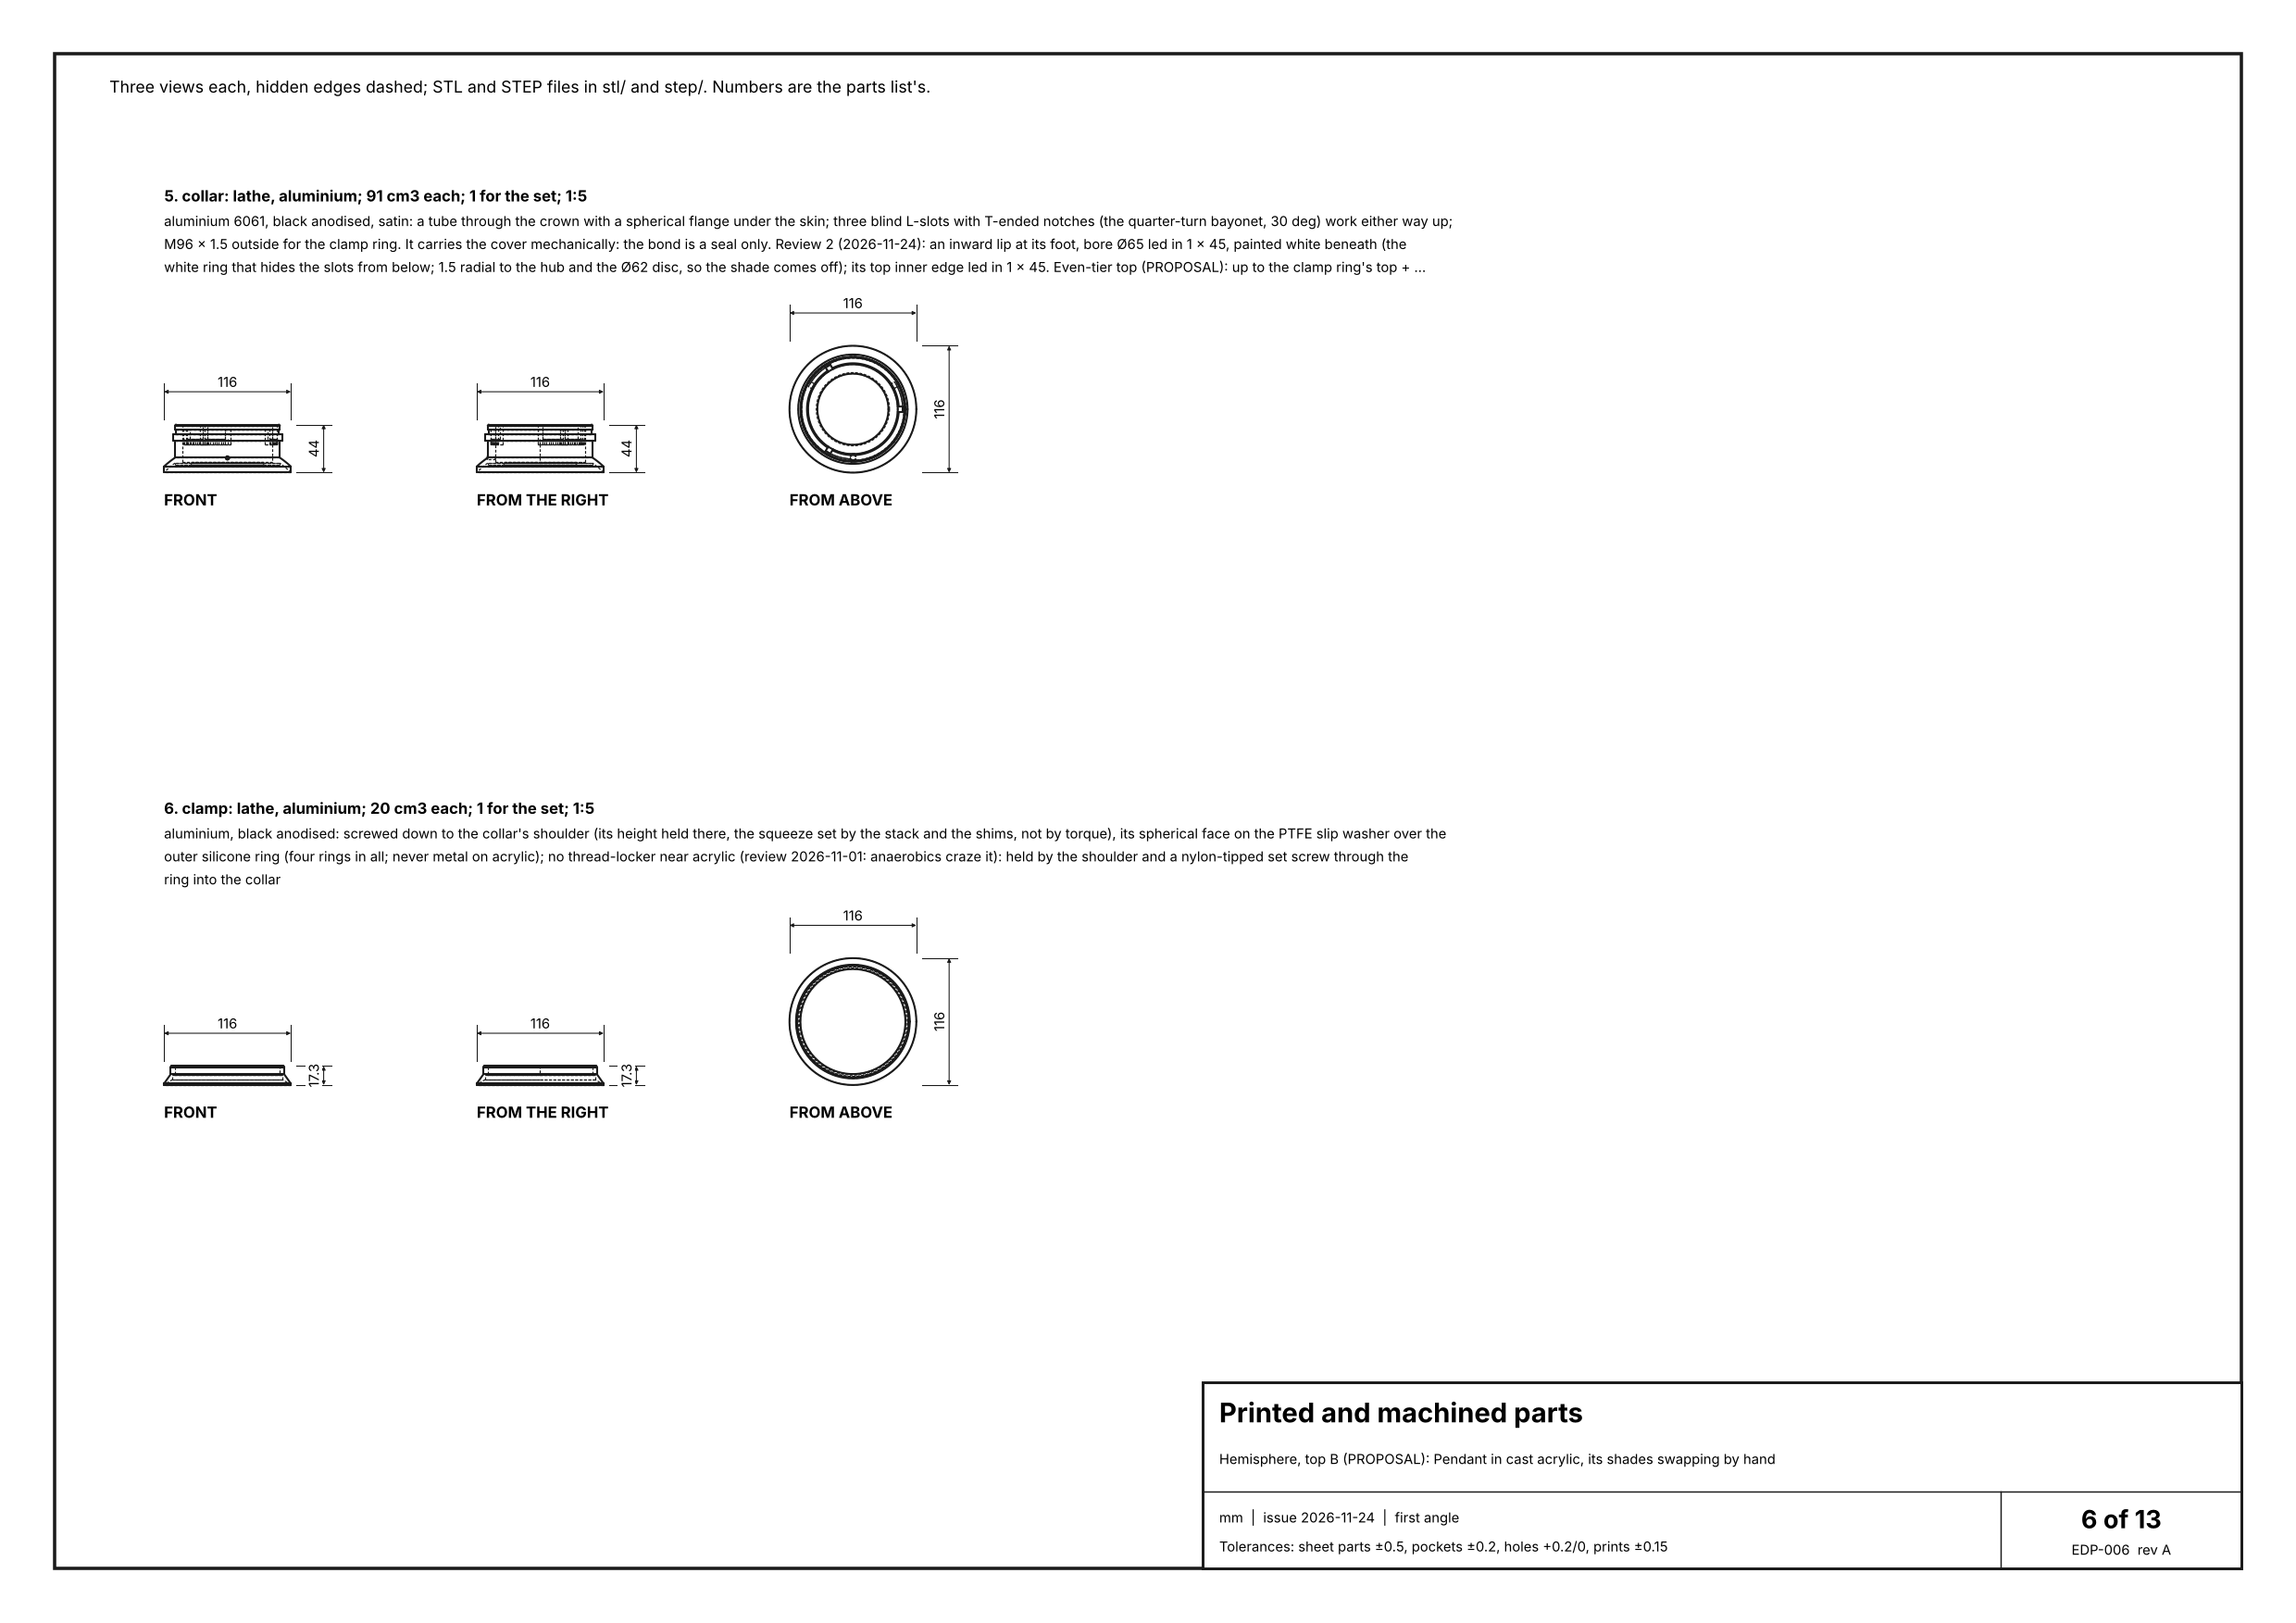 Three views each, hidden edges dashed; STL and STEP files in stl/ and step/. Numbers are the parts list's.
5. collar: lathe, aluminium; 91 cm3 each; 1 for the set; 1:5
aluminium 6061, black anodised, satin: a tube through the crown with a spherical flange under the skin; three blind L-slots with T-ended notches (the quarter-turn bayonet, 30 deg) work either way up;
M96 × 1.5 outside for the clamp ring. It carries the cover mechanically: the bond is a seal only. Review 2 (2026-11-24): an inward lip at its foot, bore Ø65 led in 1 × 45, painted white beneath (the
white ring that hides the slots from below; 1.5 radial to the hub and the Ø62 disc, so the shade comes off); its top inner edge led in 1 × 45. Even-tier top (PROPOSAL): up to the clamp ring's top + ...
116
116
116
44
44
116
FRONT
FROM THE RIGHT
FROM ABOVE
6. clamp: lathe, aluminium; 20 cm3 each; 1 for the set; 1:5
aluminium, black anodised: screwed down to the collar's shoulder (its height held there, the squeeze set by the stack and the shims, not by torque), its spherical face on the PTFE slip washer over the
outer silicone ring (four rings in all; never metal on acrylic); no thread-locker near acrylic (review 2026-11-01: anaerobics craze it): held by the shoulder and a nylon-tipped set screw through the
ring into the collar
116
116
116
17.3
17.3
116
FRONT
FROM THE RIGHT
FROM ABOVE
Printed and machined parts
Hemisphere, top B (PROPOSAL): Pendant in cast acrylic, its shades swapping by hand
mm | issue 2026-11-24 | first angle
Tolerances: sheet parts ±0.5, pockets ±0.2, holes +0.2/0, prints ±0.15
6 of 13
EDP-006 rev A